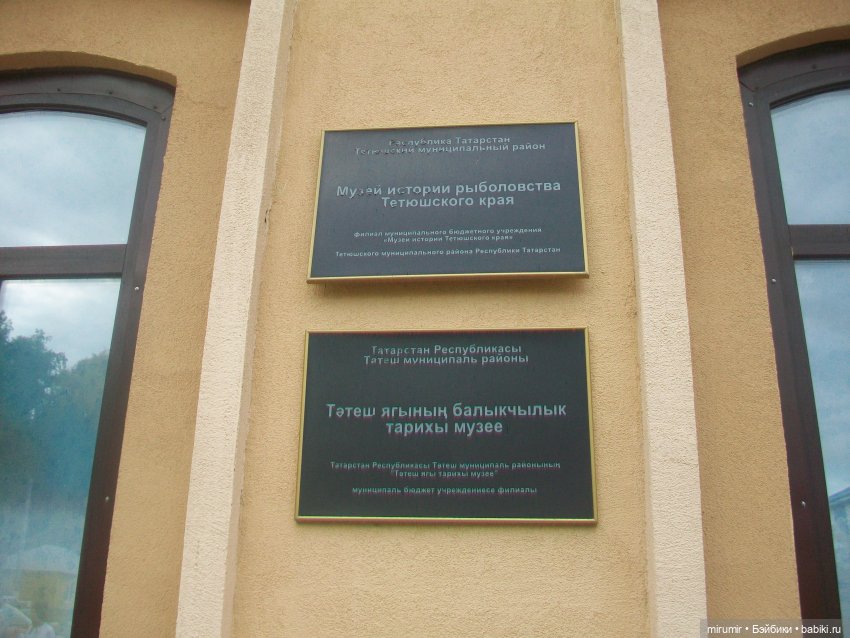 Республика Татарстан
Тетюшский муниципальный район
Музей истории рыболовства
Тетюшского края
филиал муниципального бюджетного учреждения
«Музей истории Тетюшского края»
Тетюшского муниципального района Республики Татарстан
Татарстан Республикасы
Тәтеш муниципаль районы
Тәтеш ягының балыкчылык
тарихы музее
Татарстан Республикасы Тәтеш муниципаль районының
"Тәтеш ягы тарихы музее"
муниципаль бюджет учреждениесе филиалы
mirumir • Бэйбики • babiki.ru